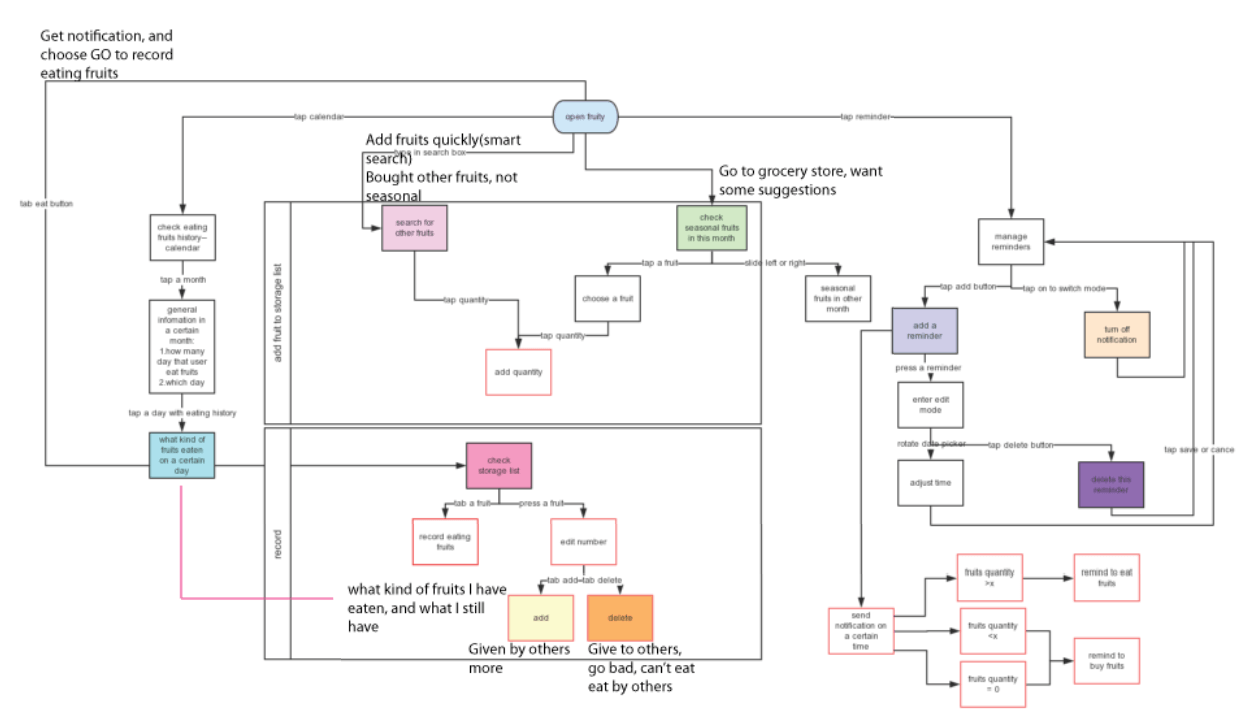 Get notification, and
choose GO to record
eating fruits
open fruity
tap calendar
tap reminder
Add fruits quickly(smart
search)
type in search box
Bought other fruits, not
seasonal
Go to grocery store, want
some suggestions
tab eat button
check eating
fruits history--
calendar
search for
other fruits
check
seasonal fruits
in this month
manage
reminders
tap a month
tap a fruit
slide left or right
general
infomation in
a certain
month:
1.how many
day that user
eat fruits
2.which day
add fruit to storage list
tap quantity
choose a fruit
seasonal
fruits in other
month
tap add button
tap on to switch mode
add a
reminder
turn off
notification
tap quantity
add quantity
press a reminder
enter edit
mode
tap a day with eating history
what kind of
fruits eaten
on a certain
day
check
storage list
rotate date picker
tap delete button
tap save or cance
adjust time
delete this
reminder
record
tab a fruit
press a fruit
record eating
fruits
edit number
tab add
tab delete
what kind of fruits I have
eaten, and what I still
have
add
delete
Given by others
more
Give to others,
go bad, can't eat
eat by others
send
notification on
a certain
time
fruits quantity
>x
remind to eat
fruits
fruits quantity
<x
fruits quantity
= 0
remind to
buy fruits